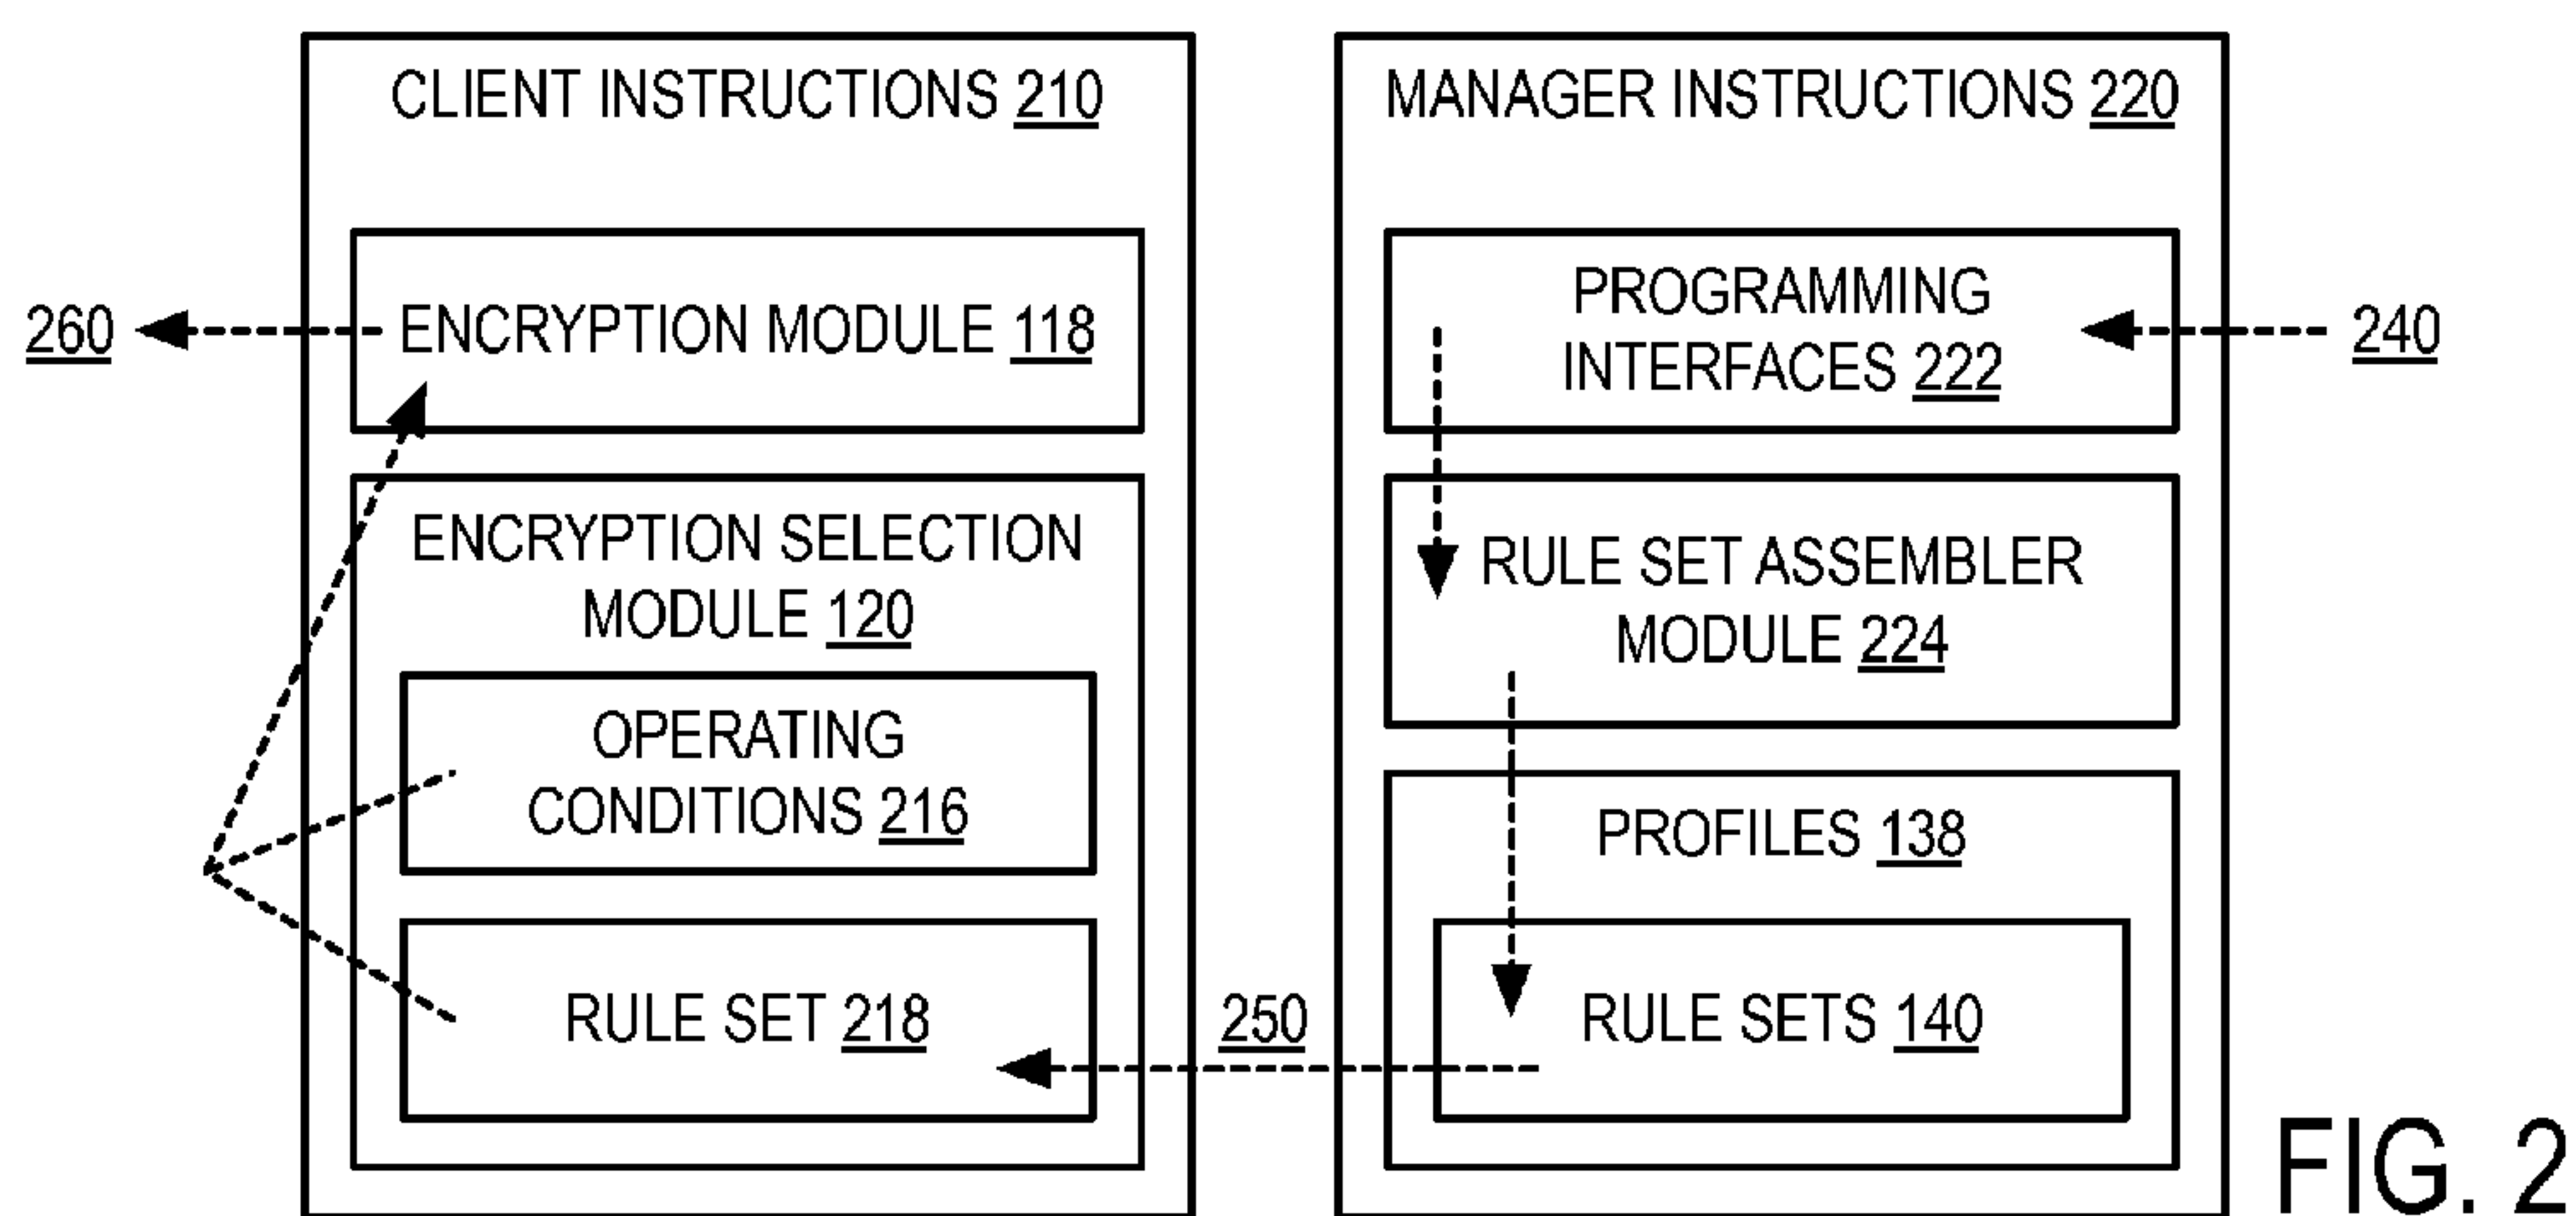 CLIENT INSTRUCTIONS 210
ENCRYPTION MODULE 118
260
ENCRYPTION SELECTION
MODULE 120
OPERATING
CONDITIONS 216
RULE SET 218
250
MANAGER INSTRUCTIONS 220
PROGRAMMING
INTERFACES 222
240
RULE SET ASSEMBLER
MODULE 224
PROFILES 138
RULE SETS 140
FIG. 2